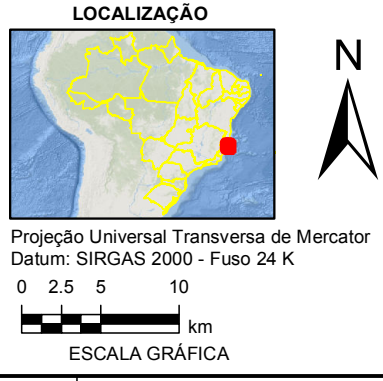 LOCALIZAÇÃO
N
Projeção Universal Transversa de Mercator
Datum: SIRGAS 2000 - Fuso 24 K
0 2.5 5 10
km
ESCALA GRÁFICA